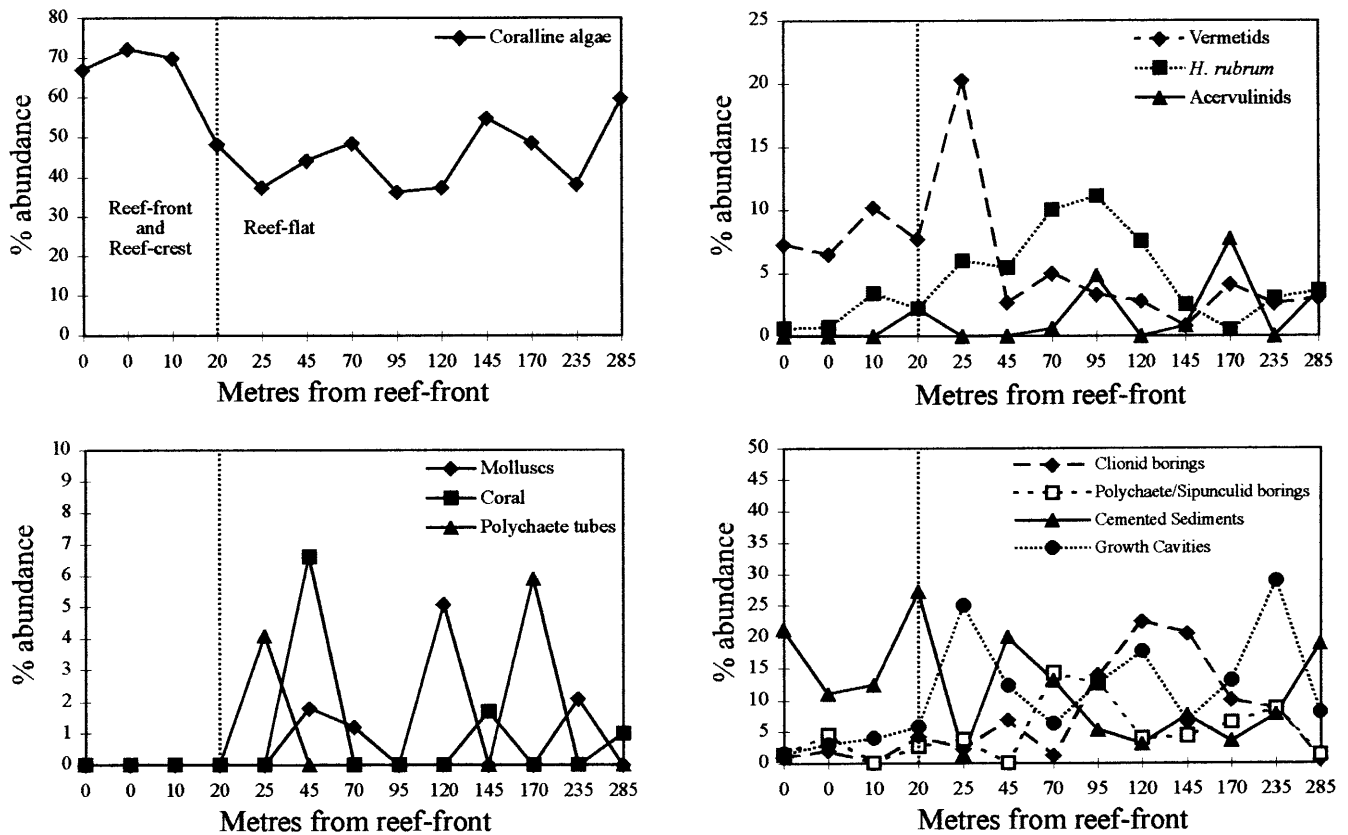 80
70
60
50
40
30
20
10
0
% abundance
Coralline algae
Reef-front
and
Reef-crest
Reef-flat
0 0 10 20 25 45 70 95 120 145 170 235 285
Metres from reef-front
25
20
15
10
5
0
% abundance
Vermetids
H. rubrum
Acervulinids
0 0 10 20 25 45 70 95 120 145 170 235 285
Metres from reef-front
10
9
8
7
6
5
4
3
2
1
0
% abundance
Molluscs
Coral
Polychaete tubes
0 0 10 20 25 45 70 95 120 145 170 235 285
Metres from reef-front
50
45
40
35
30
25
20
15
10
5
0
% abundance
Clionid borings
Polychaete/Sipunculid borings
Cemented Sediments
Growth Cavities
0 0 10 20 25 45 70 95 120 145 170 235 285
Metres from reef-front